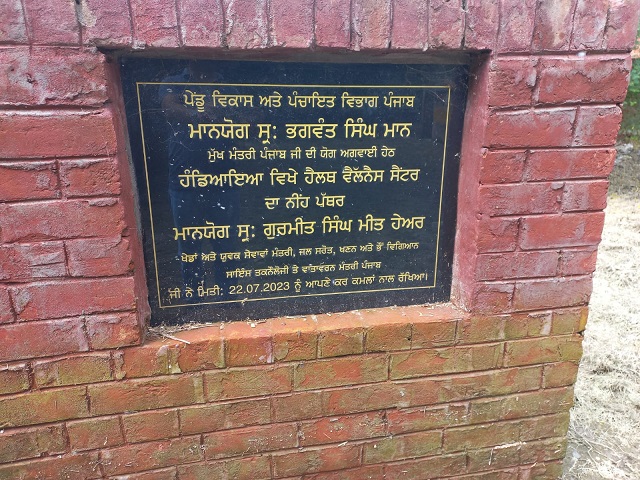 ਪੇਂਡੂ ਵਿਕਾਸ ਅਤੇ ਪੰਚਾਇਤ ਵਿਭਾਗ ਪੰਜਾਬ
ਮਾਨਯੋਗ ਸ੍ਰ: ਭਗਵੰਤ ਸਿੰਘ ਮਾਨ
ਮੁੱਖ ਮੰਤਰੀ ਪੰਜਾਬ ਜੀ ਦੀ ਯੋਗ ਅਗਵਾਈ ਹੇਠ
ਹੰਡਿਆਇਆ ਵਿਖੇ ਹੈਲਥ ਵੈੱਲਨੈਸ ਸੈਂਟਰ
ਦਾ ਨੀਂਹ ਪੱਥਰ
ਮਾਨਯੋਗ ਸ੍ਰ: ਗੁਰਮੀਤ ਸਿੰਘ ਮੀਤ ਹੇਅਰ
ਖੇਡਾਂ ਅਤੇ ਯੁਵਕ ਸੇਵਾਵਾਂ ਮੰਤਰੀ, ਜਲ ਸਰੋਤ, ਖਣਨ ਅਤੇ ਭੌਂ ਵਿਗਿਆਨ
ਸਾਇੰਸ ਤਕਨੌਲੋਜੀ ਤੇ ਵਾਤਾਵਰਨ ਮੰਤਰੀ ਪੰਜਾਬ
ਜੀ ਨੇ ਮਿਤੀ: 22.07.2023 ਨੂੰ ਆਪਣੇ ਕਰ ਕਮਲਾਂ ਨਾਲ ਰੱਖਿਆ।